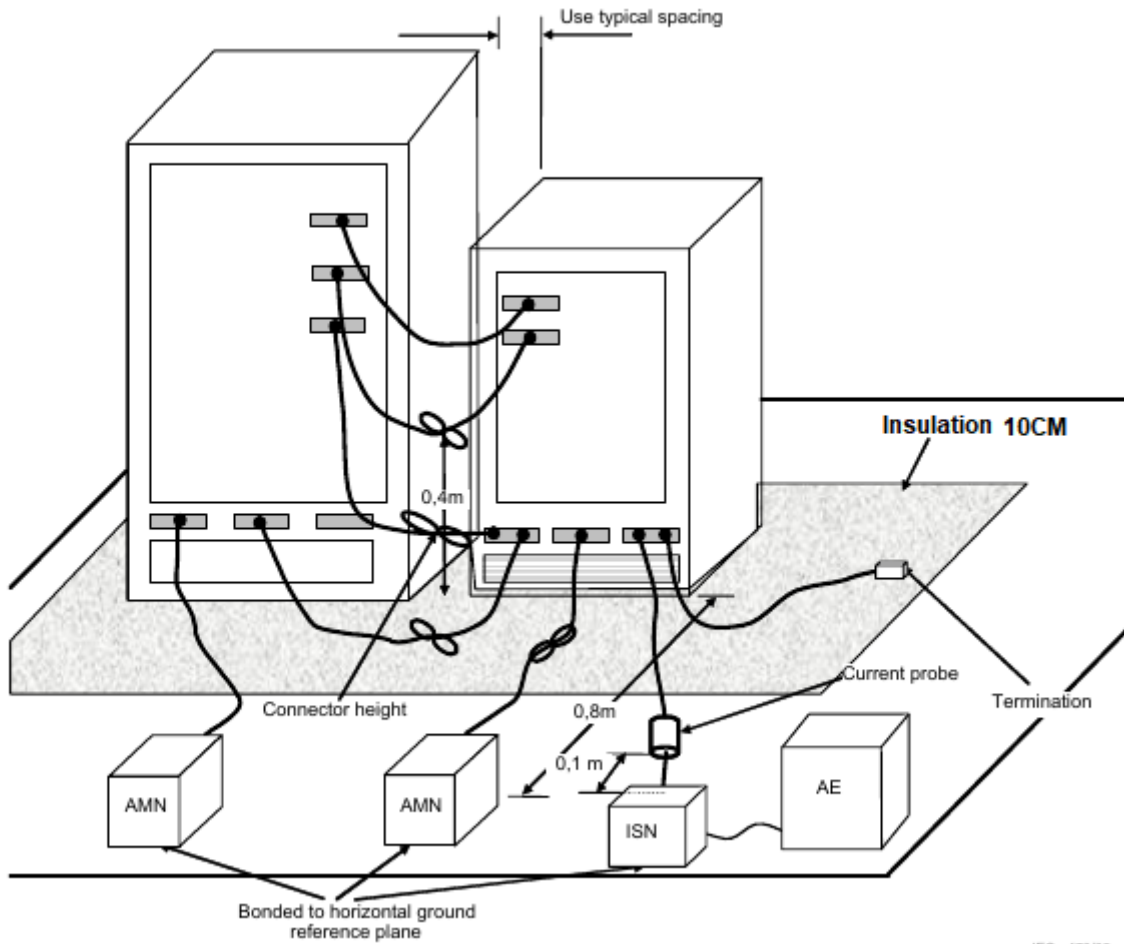 Use typical spacing
Insulation 10CM
0,4m
Current probe
Connector height
0,8m
Termination
0,1 m
AMN
AMN
ISN
AE
Bonded to horizontal ground
reference plane